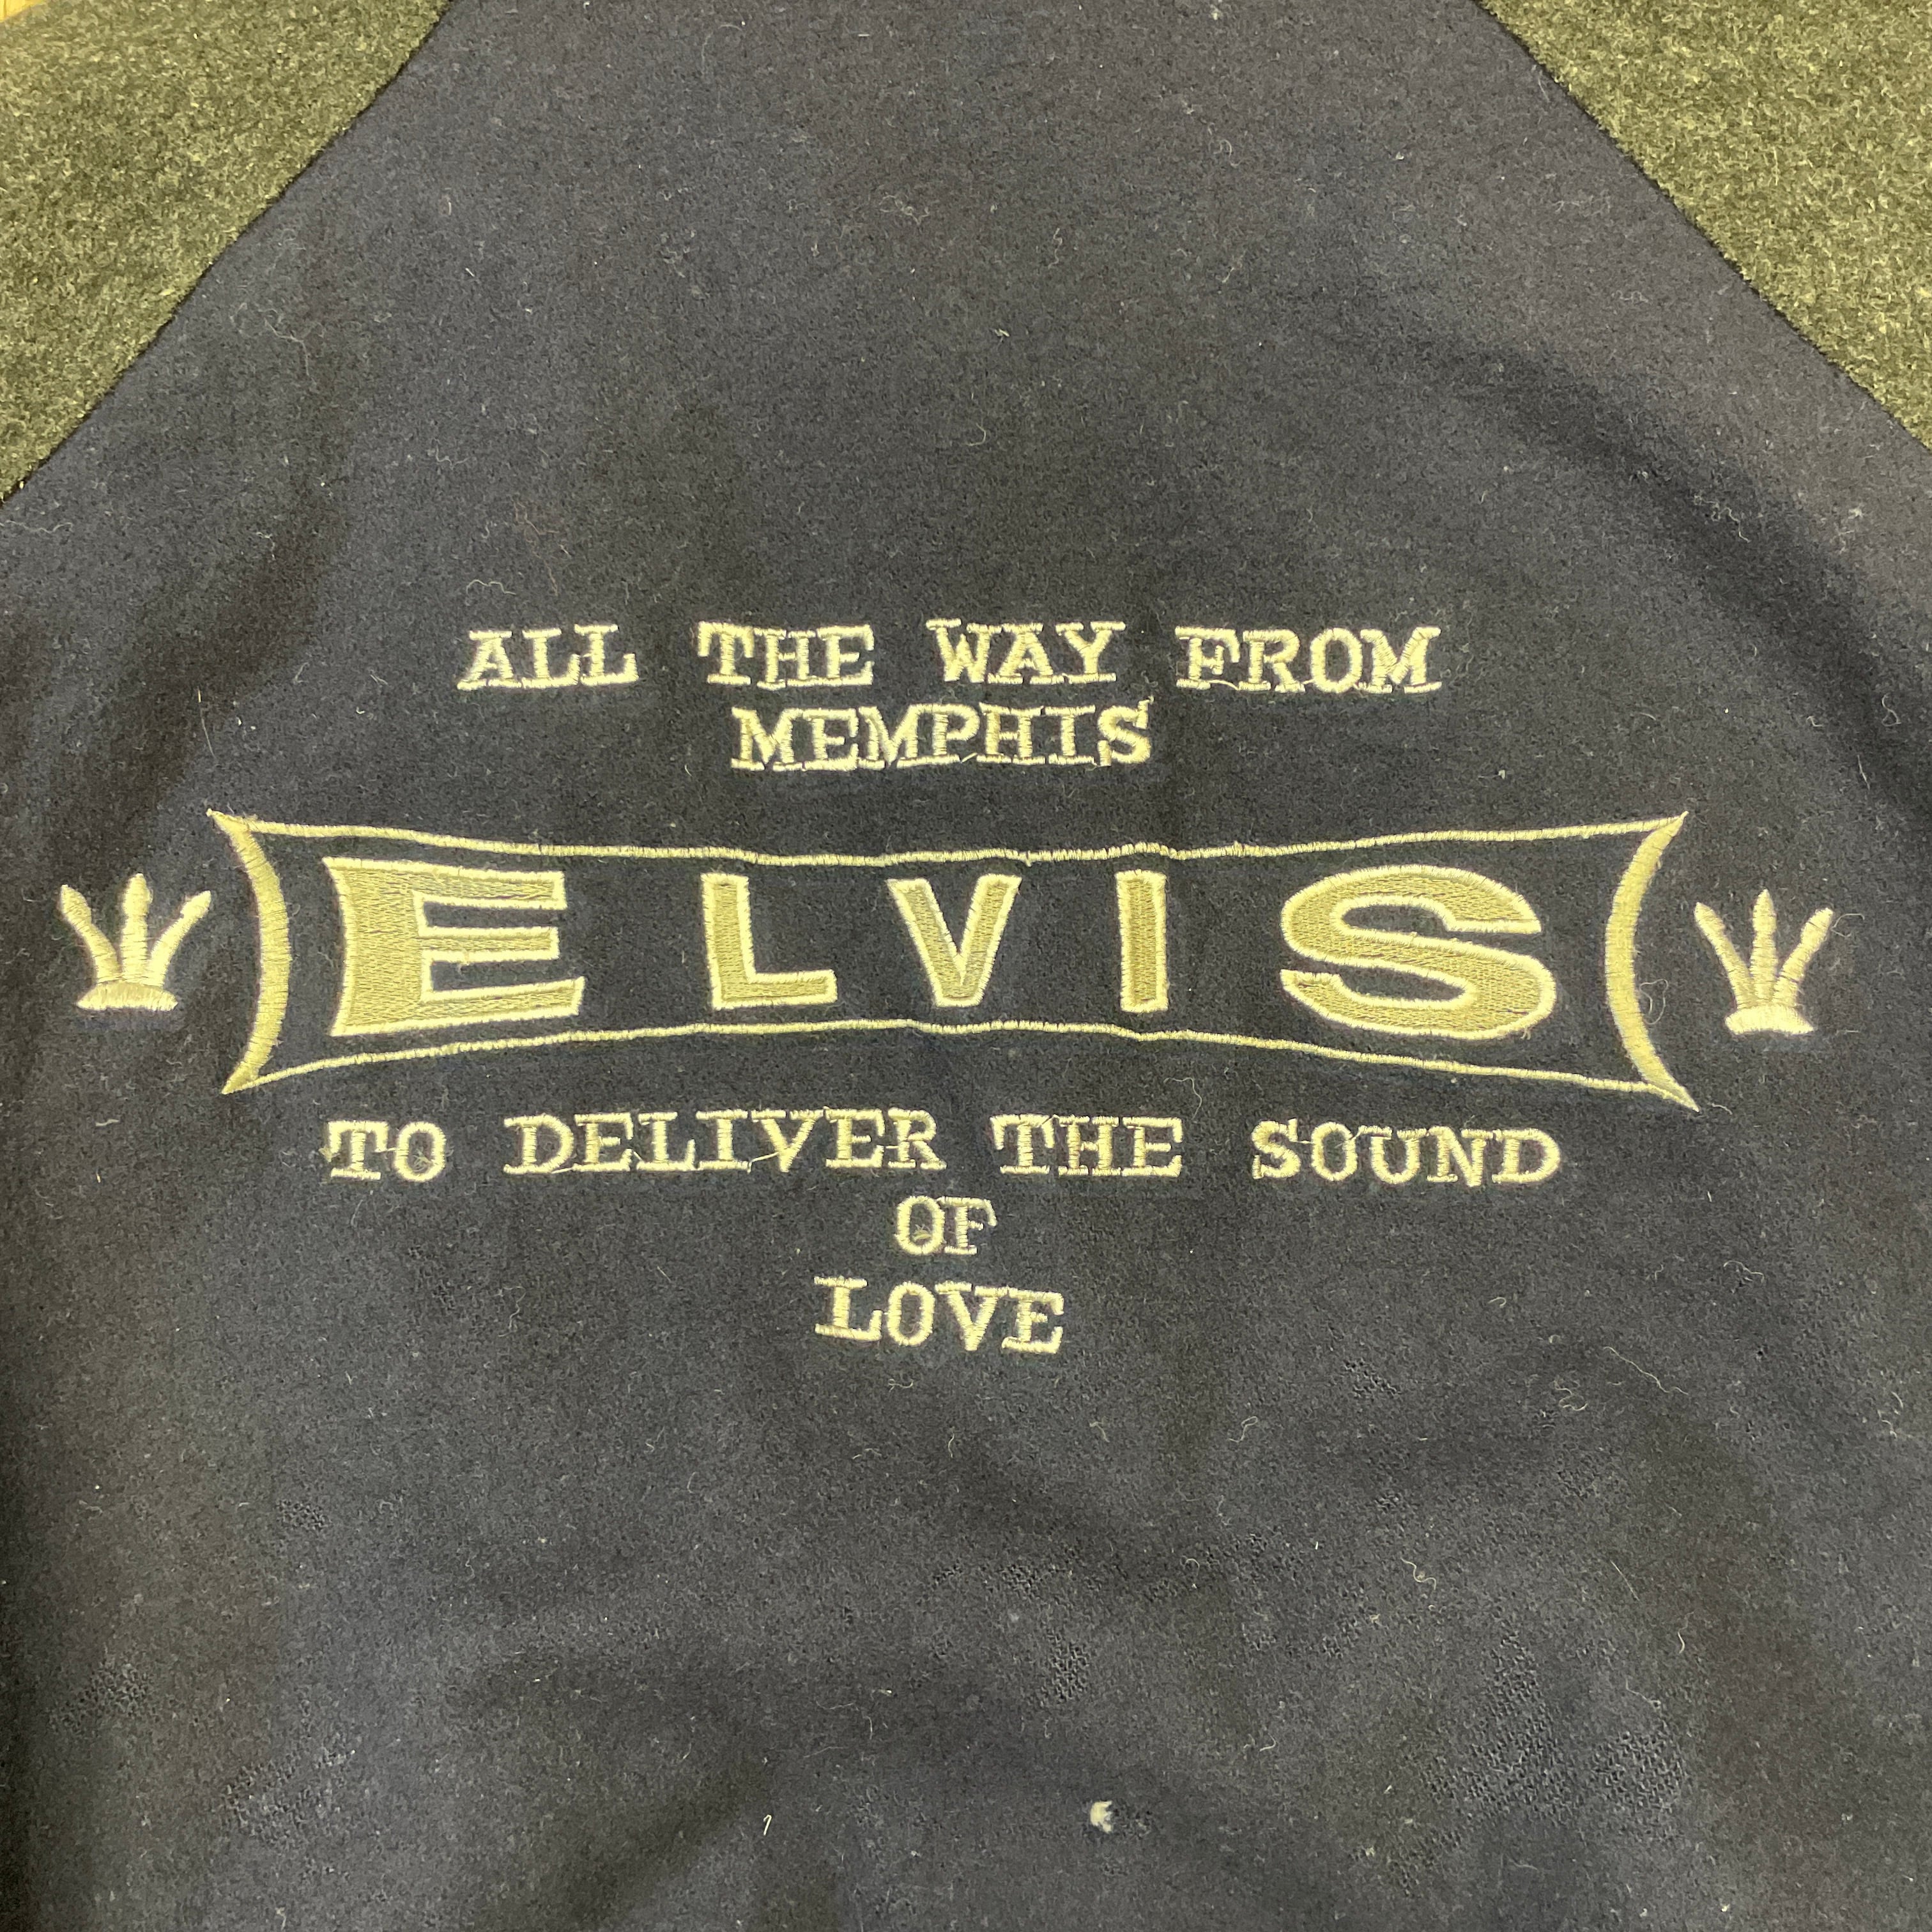 ALL THE WAY FROM
MEMPHIS
ELVIS
TO DELIVER THE SOUND
OF
LOVE